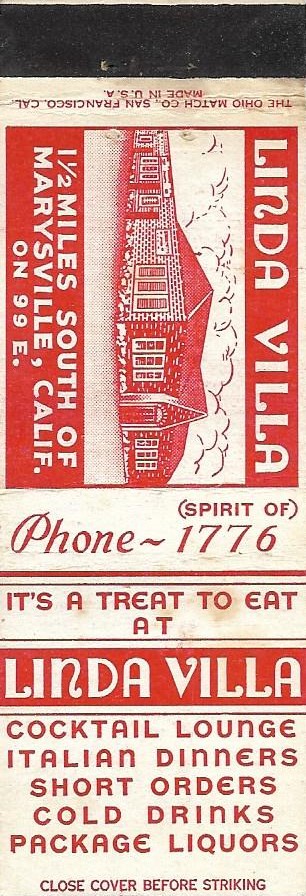 THE OHIO MATCH CO., SAN FRANCISCO, CAL.
MADE IN U.S.A.
LINDA VILLA
1½ MILES SOUTH OF
MARYSVILLE, CALIF.
ON 99 E.
(SPIRIT OF)
Phone ~ 1776
IT'S A TREAT TO EAT
AT
LINDA VILLA
COCKTAIL LOUNGE
ITALIAN DINNERS
SHORT ORDERS
COLD DRINKS
PACKAGE LIQUORS
CLOSE COVER BEFORE STRIKING